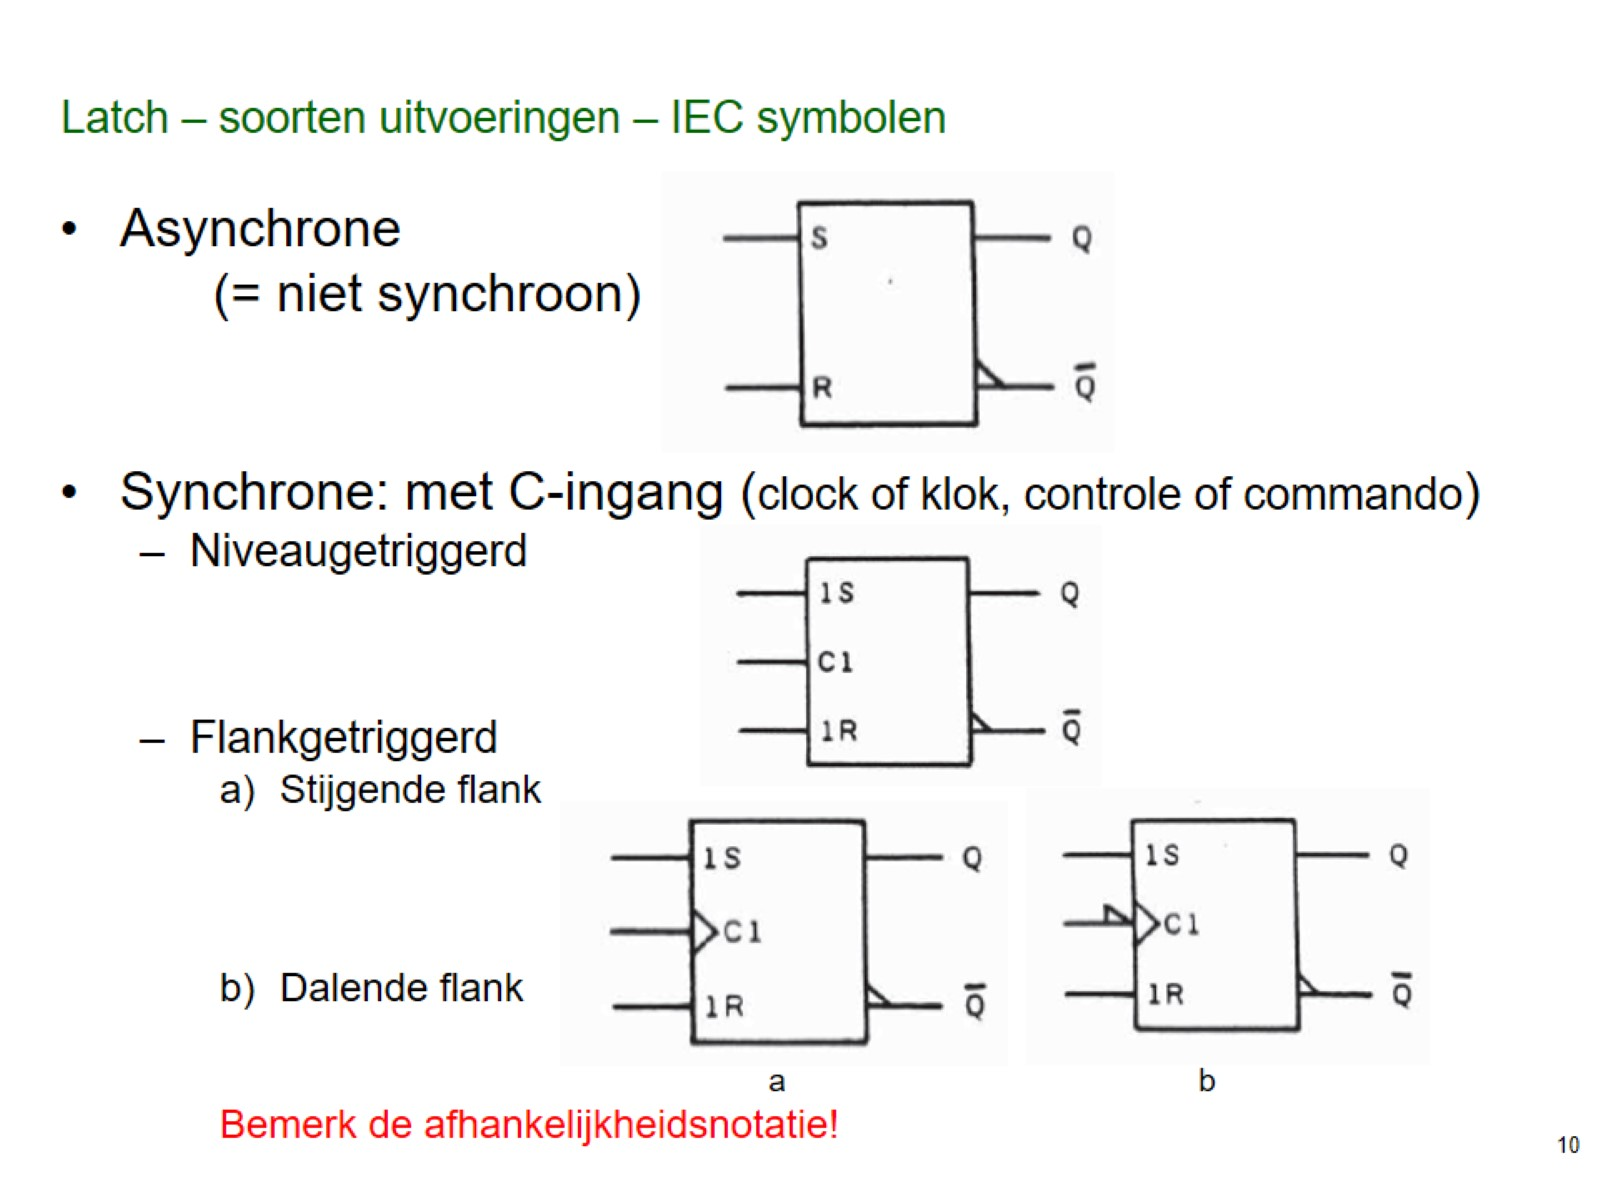 Latch – soorten uitvoeringen – IEC symbolen
• Asynchrone
(= niet synchroon)
S Q
R Q̅
• Synchrone: met C-ingang (clock of klok, controle of commando)
– Niveaugetriggerd
1S Q
C1
1R Q̅
– Flankgetriggerd
a) Stijgende flank
1S Q
C1
1R Q̅
a
1S Q
C1
1R Q̅
b
b) Dalende flank
Bemerk de afhankelijkheidsnotatie!
10